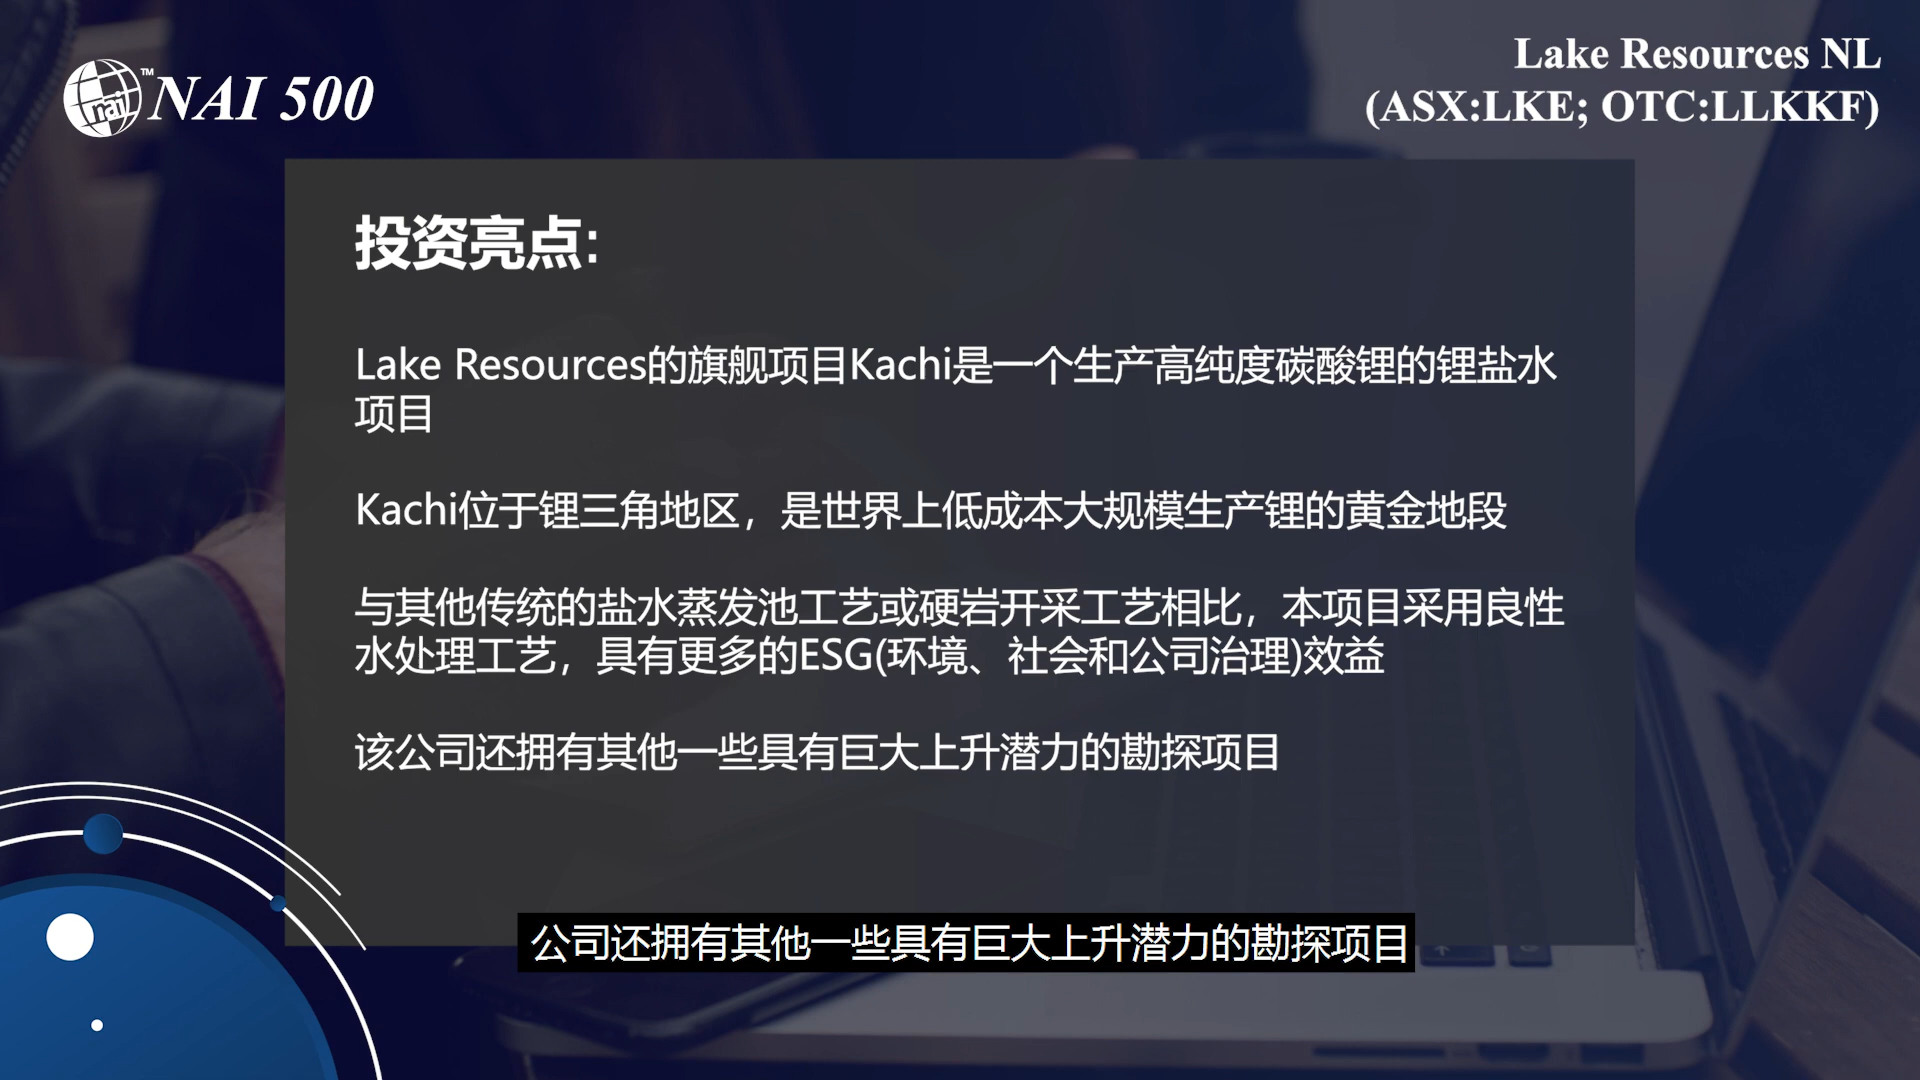 nai™ NAI 500
Lake Resources NL
(ASX:LKE; OTC:LLKKF)
投资亮点:
Lake Resources的旗舰项目Kachi是一个生产高纯度碳酸锂的锂盐水
项目
Kachi位于锂三角地区，是世界上低成本大规模生产锂的黄金地段
与其他传统的盐水蒸发池工艺或硬岩开采工艺相比，本项目采用良性
水处理工艺，具有更多的ESG(环境、社会和公司治理)效益
该公司还拥有其他一些具有巨大上升潜力的勘探项目
公司还拥有其他一些具有巨大上升潜力的勘探项目